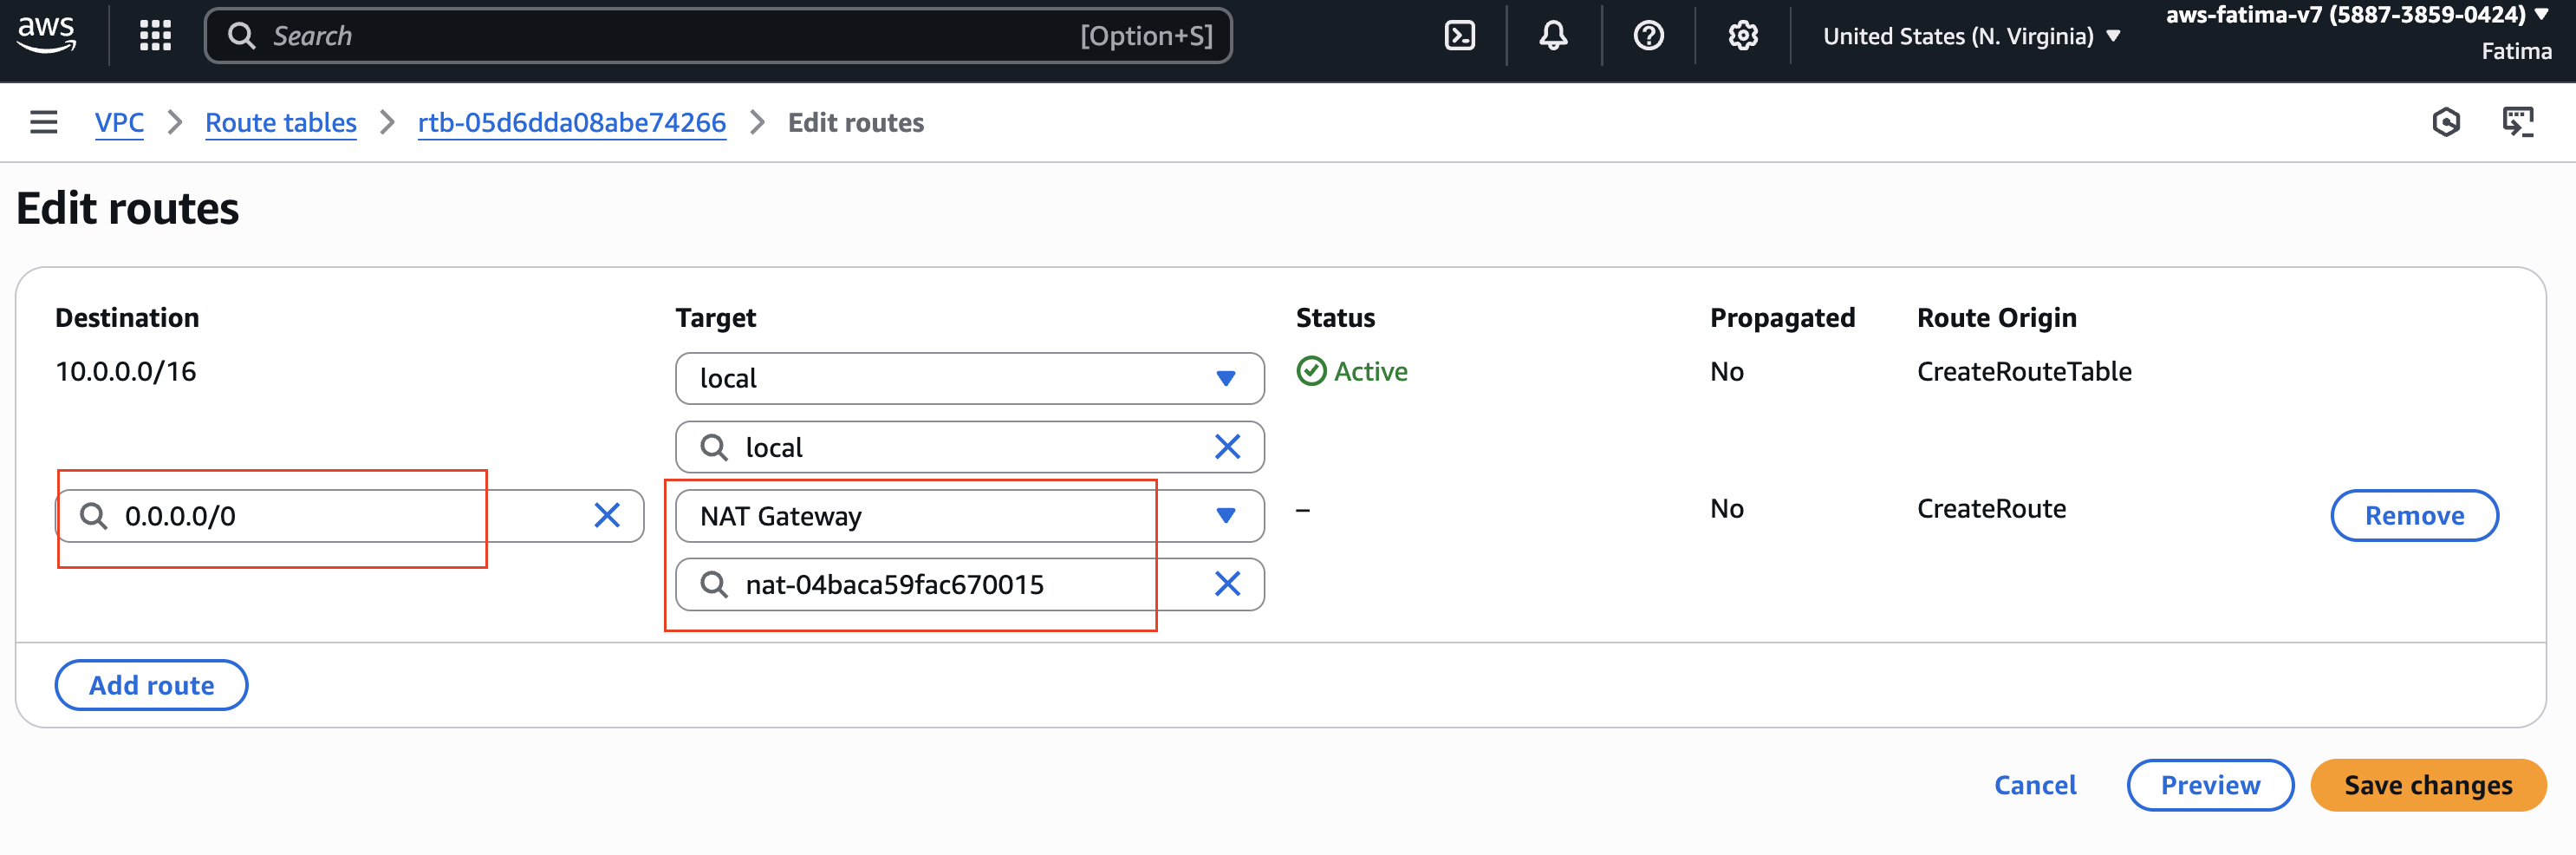 aws
Search [Option+S]
United States (N. Virginia)
aws-fatima-v7 (5887-3859-0424)
Fatima
VPC Route tables rtb-05d6dda08abe74266 Edit routes
Edit routes
Destination Target Status Propagated Route Origin
10.0.0.0/16 local Active No CreateRouteTable
local
0.0.0.0/0 NAT Gateway – No CreateRoute Remove
nat-04baca59fac670015
Add route
Cancel Preview Save changes